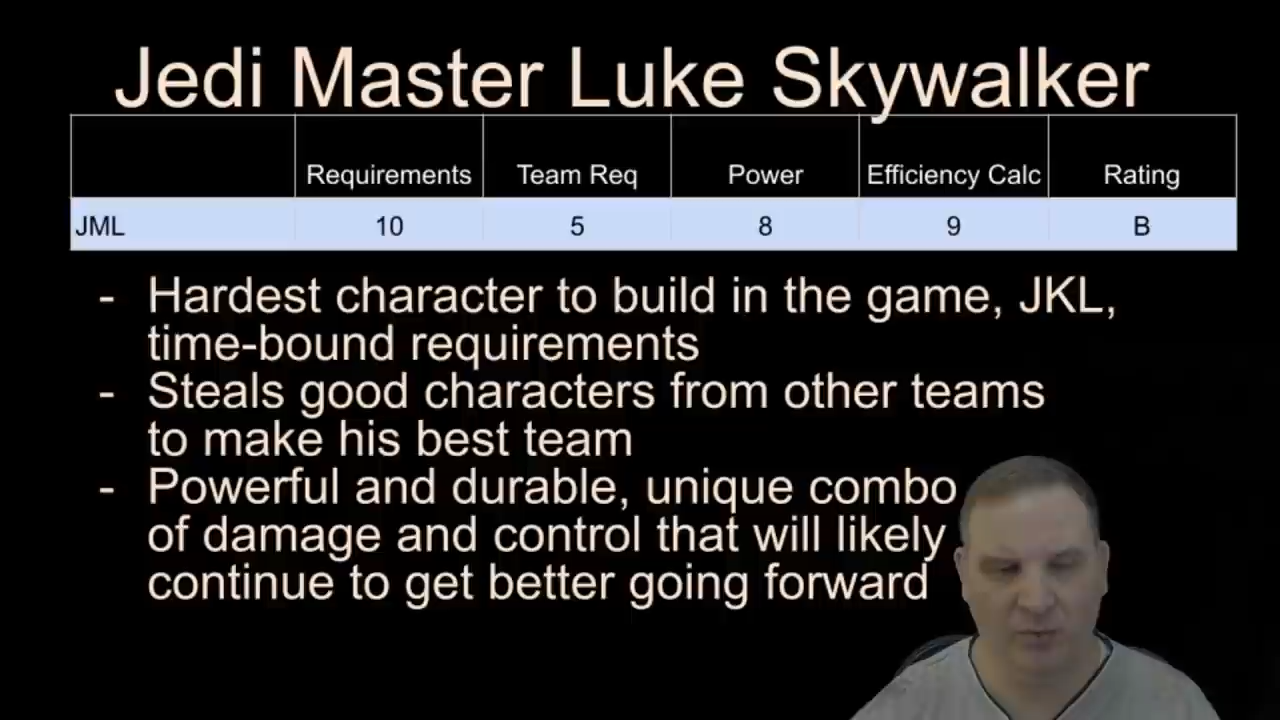 Jedi Master Luke Skywalker
Requirements Team Req Power Efficiency Calc Rating
JML 10 5 8 9 B
- Hardest character to build in the game, JKL,
time-bound requirements
- Steals good characters from other teams
to make his best team
- Powerful and durable, unique combo
of damage and control that will likely
continue to get better going forward